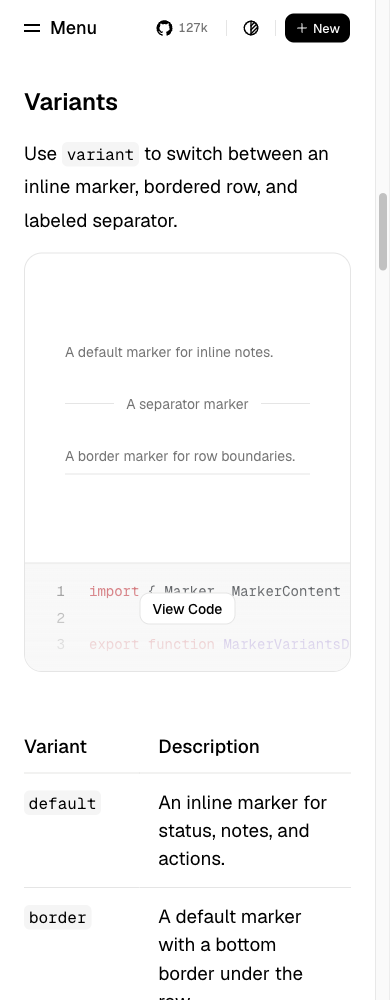 Menu 127k + New
Variants
Use variant to switch between an
inline marker, bordered row, and
labeled separator.
A default marker for inline notes.
A separator marker
A border marker for row boundaries.
1 import { Marker, MarkerContent
View Code
2
3 export function MarkerVariantsD
Variant Description
default An inline marker for
status, notes, and
actions.
border A default marker
with a bottom
border under the
row.